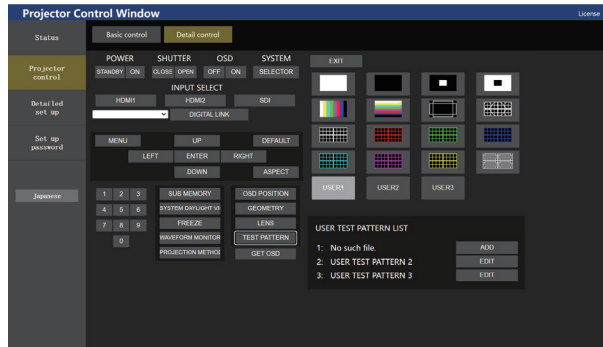 Projector Control Window
License
Status
Projector control
Detailed set up
Set up password
Japanese
Basic control
Detail control
POWER SHUTTER OSD SYSTEM
STANDBY ON CLOSE OPEN OFF ON SELECTOR
INPUT SELECT
HDMI1 HDMI2 SDI
DIGITAL LINK
MENU UP DEFAULT
LEFT ENTER RIGHT
DOWN ASPECT
1 2 3
4 5 6
7 8 9
0
SUB MEMORY
SYSTEM DAYLIGHT VI
FREEZE
WAVEFORM MONITOR
PROJECTION METHOD
OSD POSITION
GEOMETRY
LENS
TEST PATTERN
GET OSD
EXIT
USER1 USER2 USER3
USER TEST PATTERN LIST
1: No such file. ADD
2: USER TEST PATTERN 2 EDIT
3: USER TEST PATTERN 3 EDIT